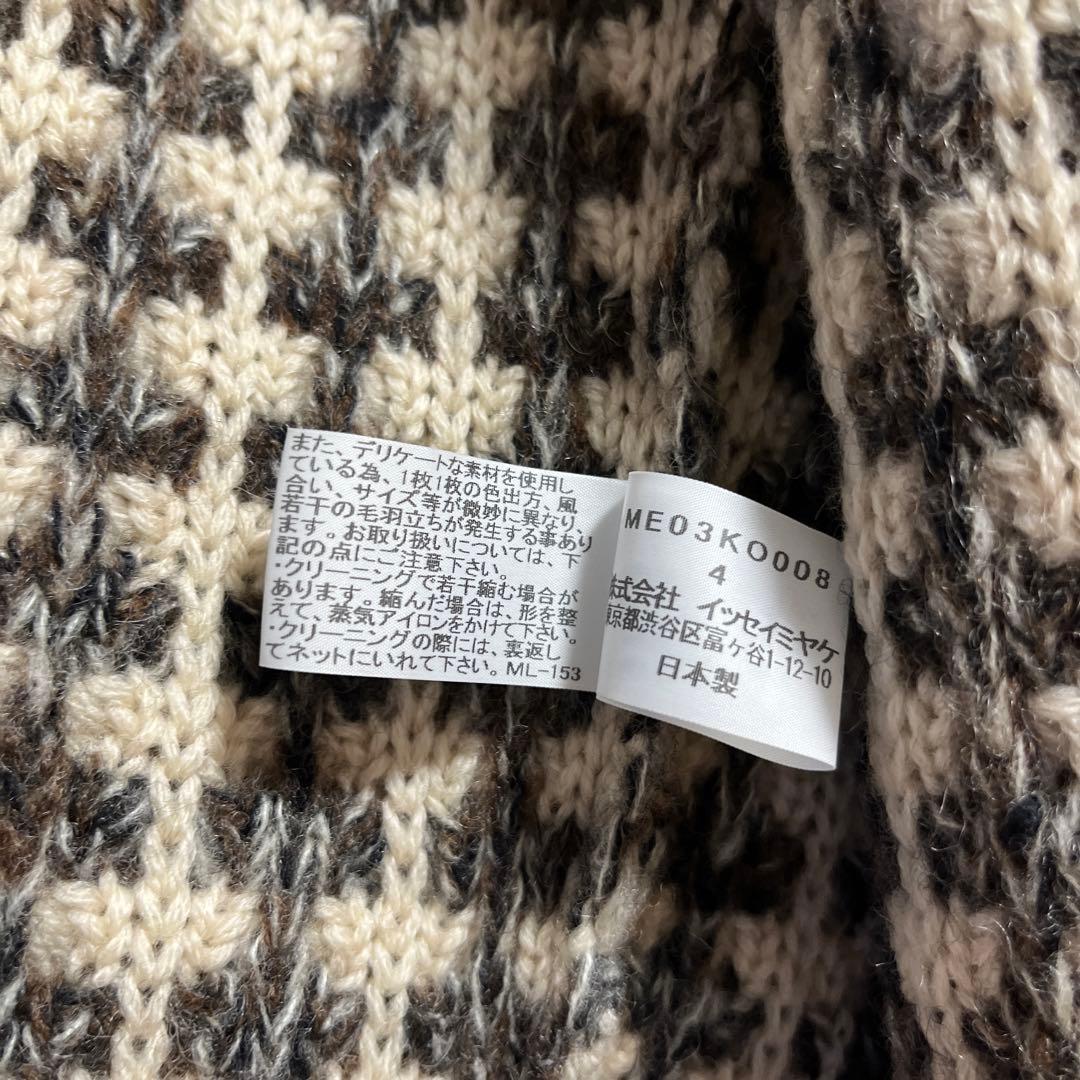 また、デリケートな素材を使用し
ている為、1枚1枚の色出方、風
合い、サイズ等が微妙に異なり、
若干の毛羽立ちが発生する事あり
ます。お取り扱いについては、下
記の点にご注意下さい。
・クリーニングで若干縮む場合が
あります。縮んだ場合は、形を整
えて、蒸気アイロンをかけて下さい。
・クリーニングの際には、裏返し
てネットにいれて下さい。ML-153
ME03KO008
4
株式会社 イッセイミヤケ
東京都渋谷区富ヶ谷1-12-10
日本製